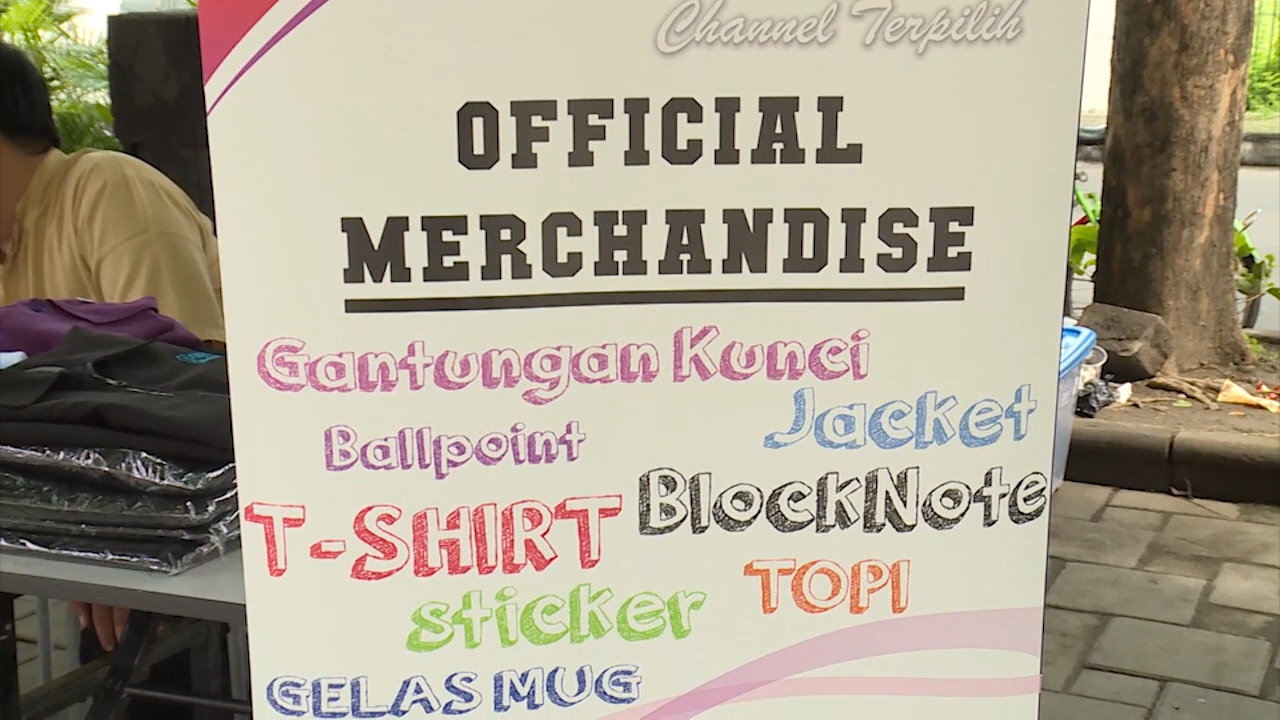 Channel Terpilih
OFFICIAL
MERCHANDISE
Gantungan Kunci
Jacket
Ballpoint
BlockNote
T-SHIRT
TOPI
sticker
GELAS MUG